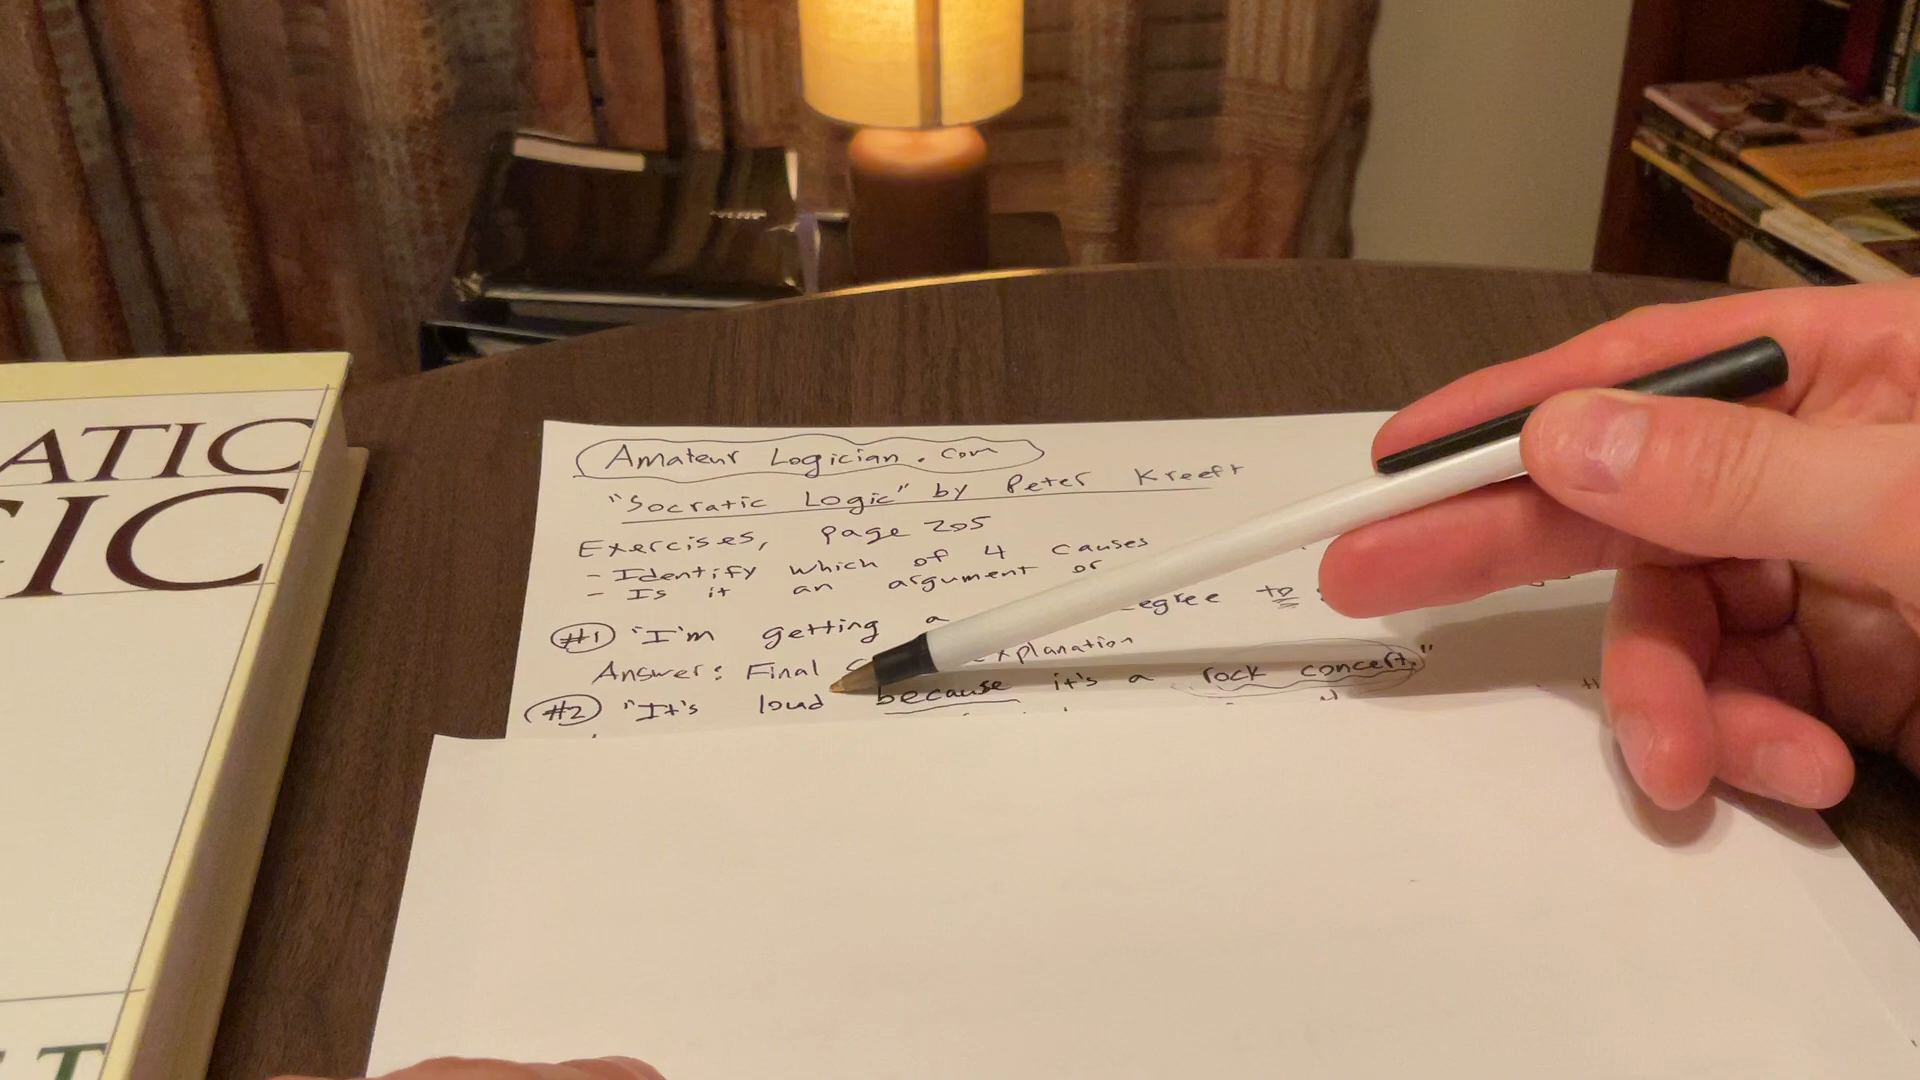 ATIC
GIC
Amateur Logician.com
"Socratic Logic" by Peter Kreeft
Exercises, page 205
- Identify which of 4 causes
- Is it an argument or
#1 "I'm getting a egree to
Answer: Final explanation
#2 "It's loud because it's a rock concert."